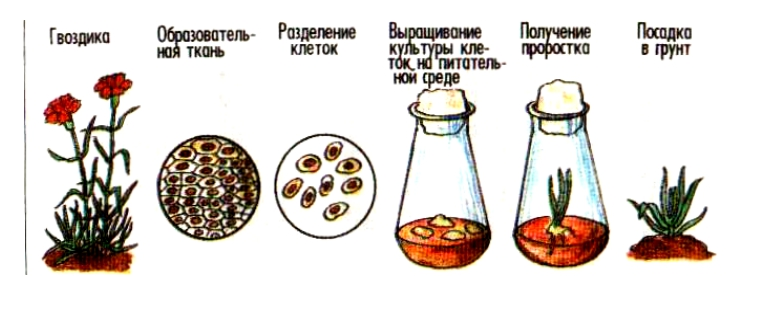 Гвоздика
Образователь-
ная ткань
Разделение
клеток
Выращивание
культуры кле-
ток на питатель-
ной среде
Получение
проростка
Посадка
в грунт